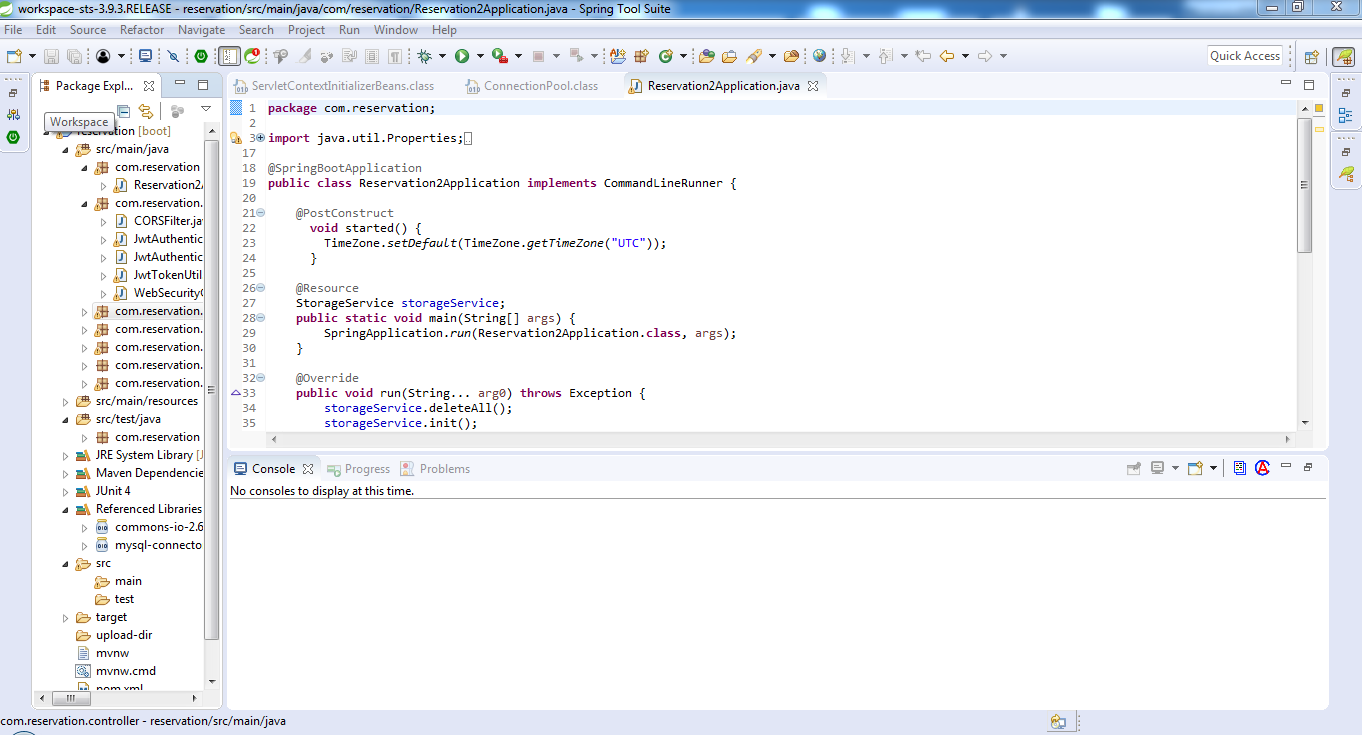 workspace-sts-3.9.3.RELEASE - reservation/src/main/java/com/reservation/Reservation2Application.java - Spring Tool Suite
File Edit Source Refactor Navigate Search Project Run Window Help
Quick Access
Package Expl...
Workspace
reservation [boot]
src/main/java
com.reservation
Reservation2A
com.reservation.
CORSFilter.ja
JwtAuthentic
JwtAuthentic
JwtTokenUtil
WebSecurityC
com.reservation.
com.reservation.
com.reservation.
com.reservation.
com.reservation.
src/main/resources
src/test/java
com.reservation
JRE System Library [J
Maven Dependencie
JUnit 4
Referenced Libraries
commons-io-2.6
mysql-connecto
src
main
test
target
upload-dir
mvnw
mvnw.cmd
pom.xml
ServletContextInitializerBeans.class ConnectionPool.class Reservation2Application.java
1 package com.reservation;
2
3 import java.util.Properties;
17
18 @SpringBootApplication
19 public class Reservation2Application implements CommandLineRunner {
20
21 @PostConstruct
22 void started() {
23 TimeZone.setDefault(TimeZone.getTimeZone("UTC"));
24 }
25
26 @Resource
27 StorageService storageService;
28 public static void main(String[] args) {
29 SpringApplication.run(Reservation2Application.class, args);
30 }
31
32 @Override
33 public void run(String... arg0) throws Exception {
34 storageService.deleteAll();
35 storageService.init();
Console Progress Problems
No consoles to display at this time.
com.reservation.controller - reservation/src/main/java